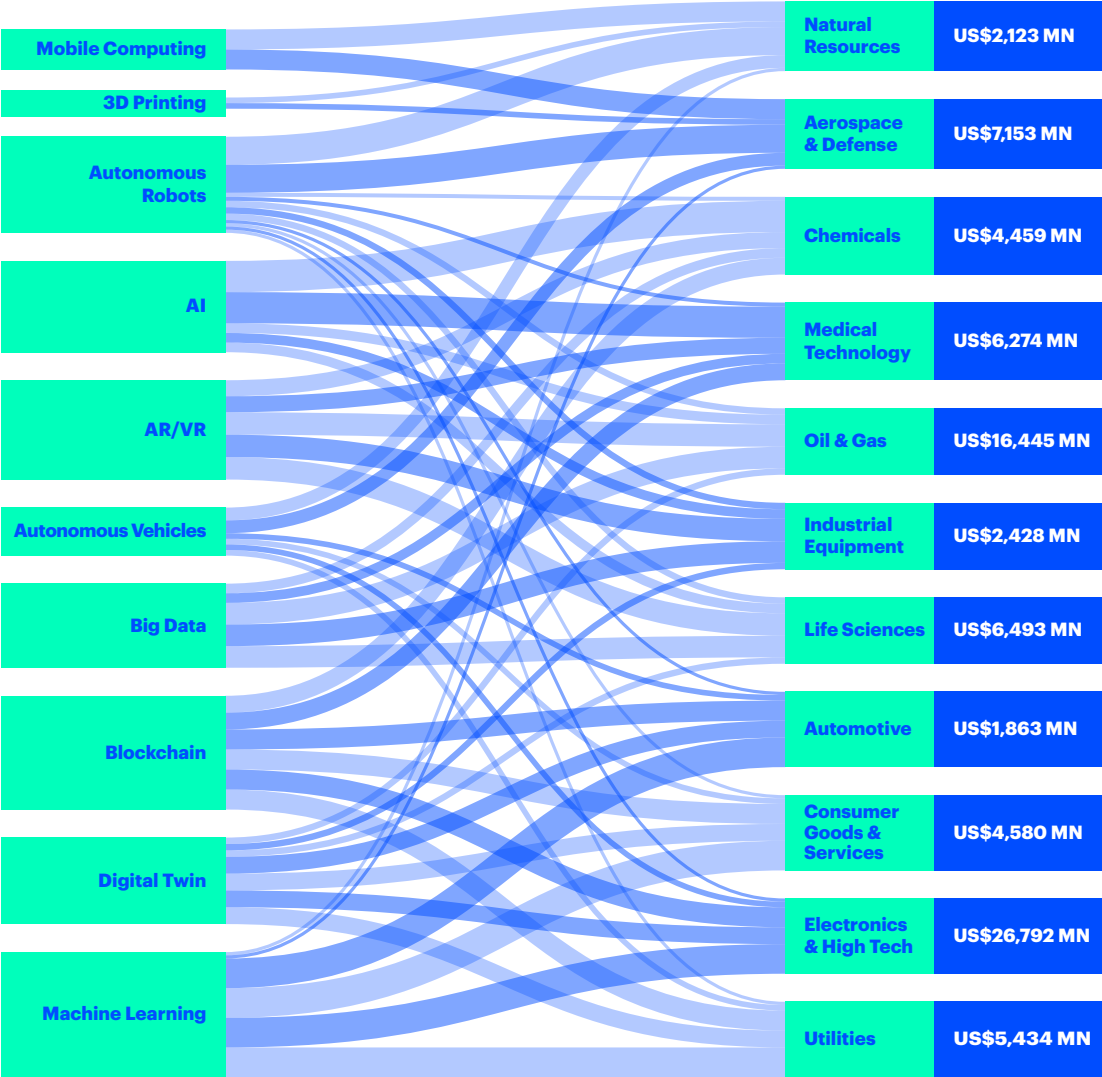 Mobile Computing
3D Printing
Autonomous
Robots
AI
AR/VR
Autonomous Vehicles
Big Data
Blockchain
Digital Twin
Machine Learning
Natural
Resources
US$2,123 MN
Aerospace
& Defense
US$7,153 MN
Chemicals
US$4,459 MN
Medical
Technology
US$6,274 MN
Oil & Gas
US$16,445 MN
Industrial
Equipment
US$2,428 MN
Life Sciences
US$6,493 MN
Automotive
US$1,863 MN
Consumer
Goods &
Services
US$4,580 MN
Electronics
& High Tech
US$26,792 MN
Utilities
US$5,434 MN